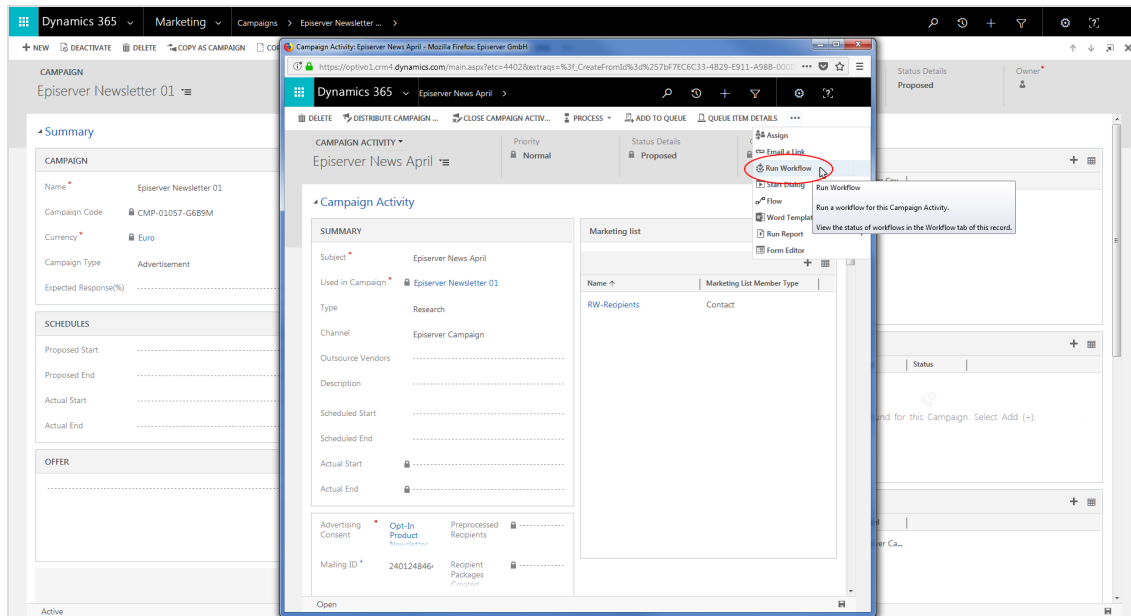 Dynamics 365 Marketing Campaigns > Episerver Newsletter ... >
+ NEW DEACTIVATE DELETE COPY AS CAMPAIGN
CAMPAIGN
Episerver Newsletter 01
Status Details
Proposed
Owner*
Summary
CAMPAIGN
Name* Episerver Newsletter 01
Campaign Code CMP-01057-G6B9M
Currency* Euro
Campaign Type Advertisement
Expected Response(%)
SCHEDULES
Proposed Start
Proposed End
Actual Start
Actual End
OFFER
Active
Campaign Activity: Episerver News April - Mozilla Firefox: Episerver GmbH
https://optivo1.crm4.dynamics.com/main.aspx?etc=4402&extraqs=%3f_CreateFromId%3d%257bF7EC6C33-4B29-E911-A98B-000
Dynamics 365 Episerver News April >
DELETE DISTRIBUTE CAMPAIGN ... CLOSE CAMPAIGN ACTIV... PROCESS ADD TO QUEUE QUEUE ITEM DETAILS ...
CAMPAIGN ACTIVITY
Episerver News April
Priority
Normal
Status Details
Proposed
Assign
Email a Link
Run Workflow
Start Dialog
Flow
Word Templat
Run Report
Form Editor
Run Workflow
Run a workflow for this Campaign Activity.
View the status of workflows in the Workflow tab of this record.
Campaign Activity
SUMMARY
Subject* Episerver News April
Used in Campaign* Episerver Newsletter 01
Type Research
Channel Episerver Campaign
Outsource Vendors
Description
Scheduled Start
Scheduled End
Actual Start
Actual End
Advertising Consent* Opt-In Product Newsletter
Preprocessed Recipients
Mailing ID* 240124846
Recipient Packages Created
Marketing list
Name ↑ Marketing List Member Type
RW-Recipients Contact
Open
Status
und for this Campaign. Select Add (+).
ver Ca...